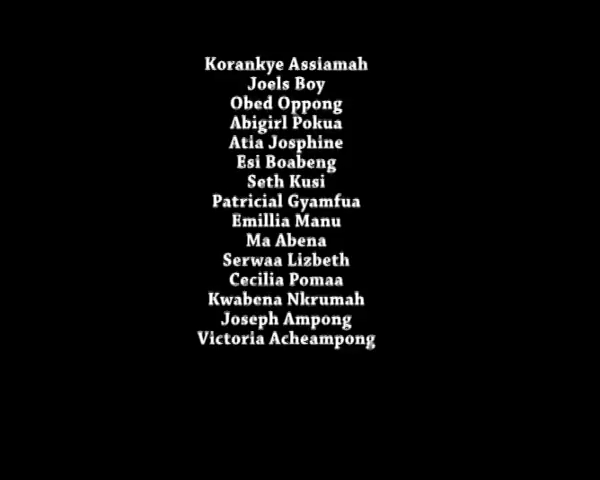 Korankye Assiamah
Joels Boy
Obed Oppong
Abigirl Pokua
Atia Josphine
Esi Boabeng
Seth Kusi
Patricial Gyamfua
Emillia Manu
Ma Abena
Serwaa Lizbeth
Cecilia Pomaa
Kwabena Nkrumah
Joseph Ampong
Victoria Acheampong